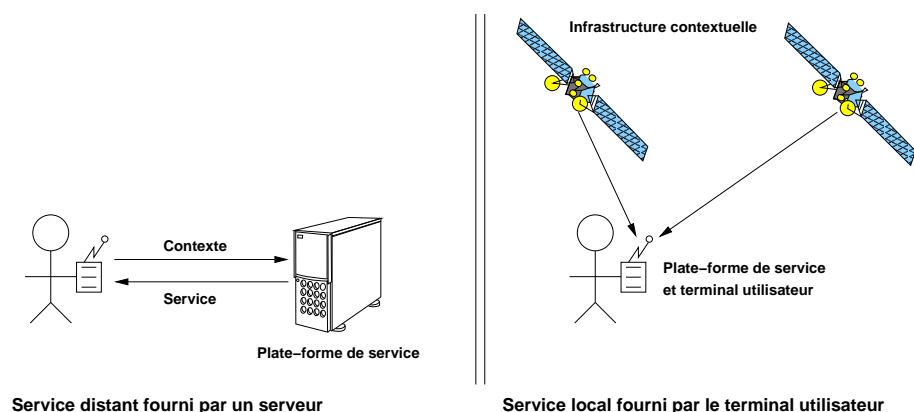 Contexte
Service
Plate−forme de service
Service distant fourni par un serveur
Infrastructure contextuelle
Plate−forme de service
et terminal utilisateur
Service local fourni par le terminal utilisateur